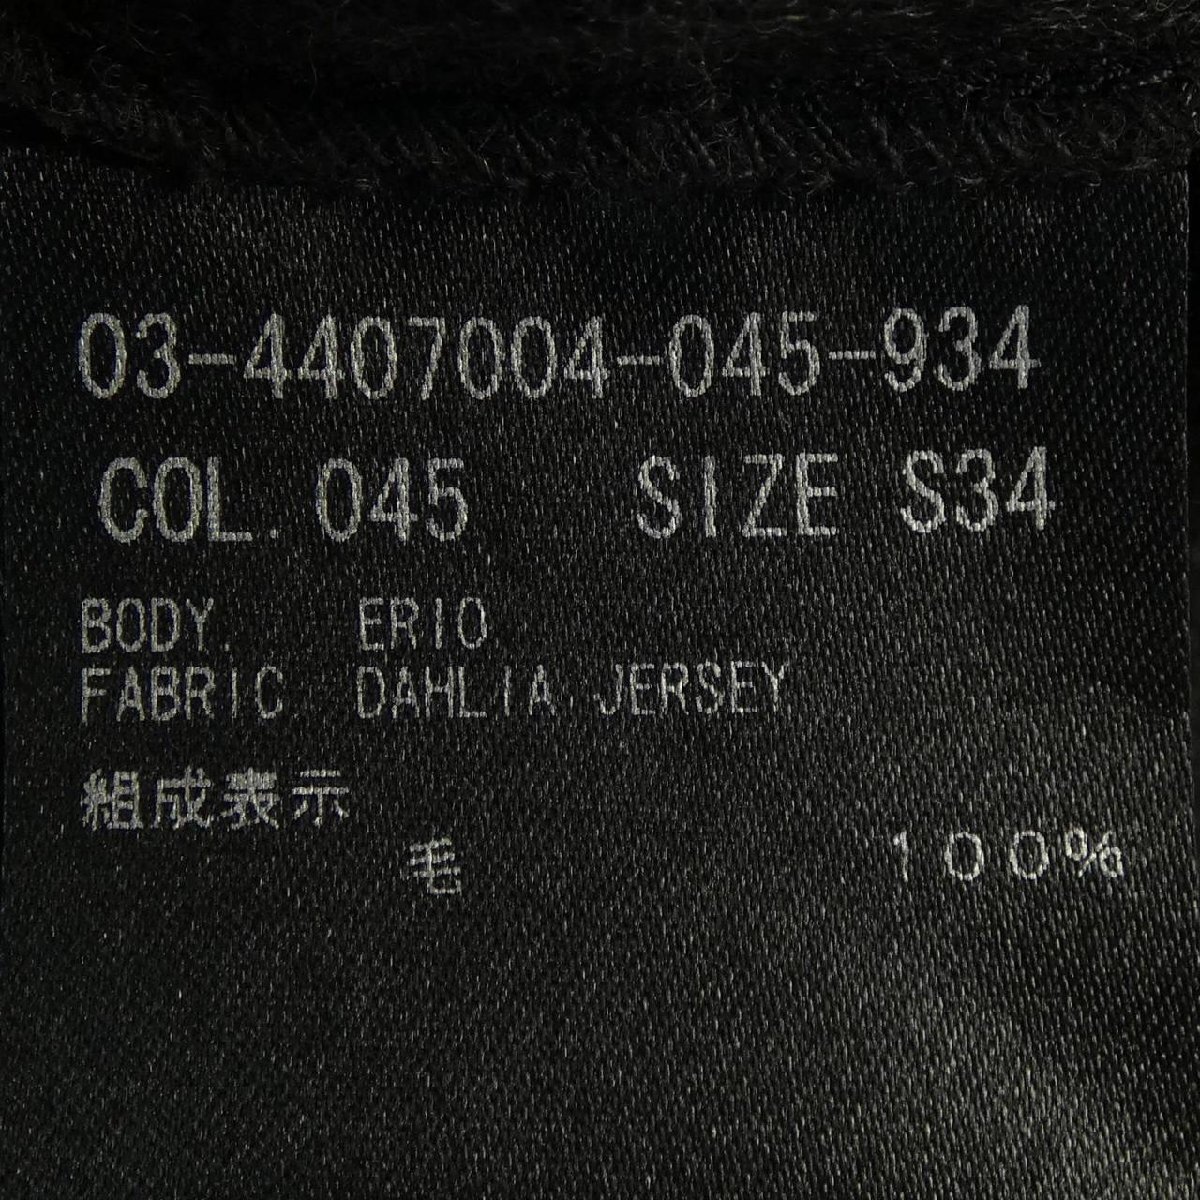 03-4407004-045-934
COL. 045 SIZE S34
BODY. ERIO
FABRIC DAHLIA JERSEY
組成表示
毛 100%